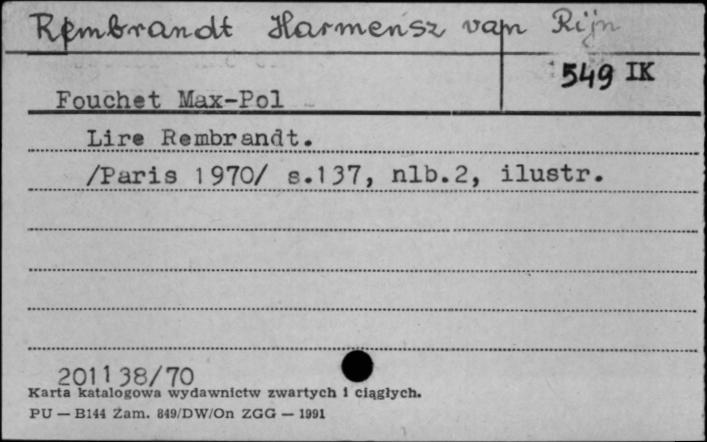 Rembrandt Harmensz van Rijn
549 IK
Fouchet Max-Pol
Lire Rembrandt.
/Paris 1970/ s.137, nlb.2, ilustr.
201138/70
Karta katalogowa wydawnictw zwartych i ciągłych.
PU — B144 Zam. 849/DW/On ZGG — 1991